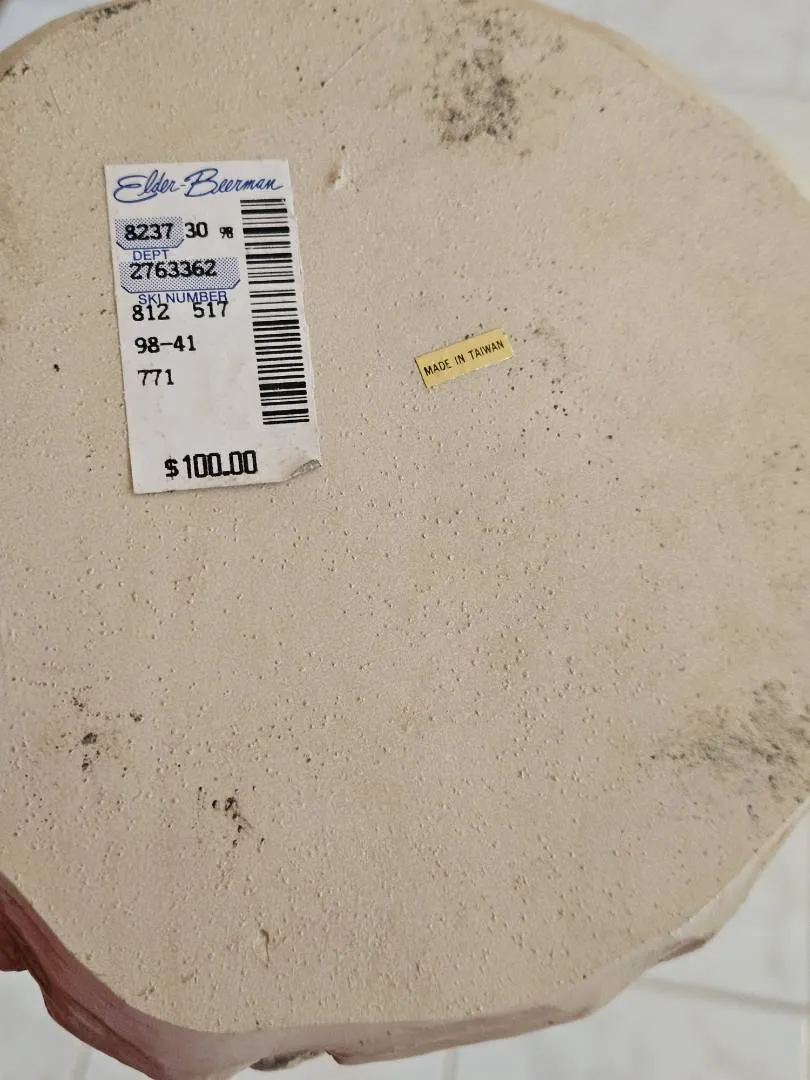 Elder-Beerman
8237 30 98
DEPT
2763362
SKU NUMBER
812 517
98-41
771
$100.00
MADE IN TAIWAN